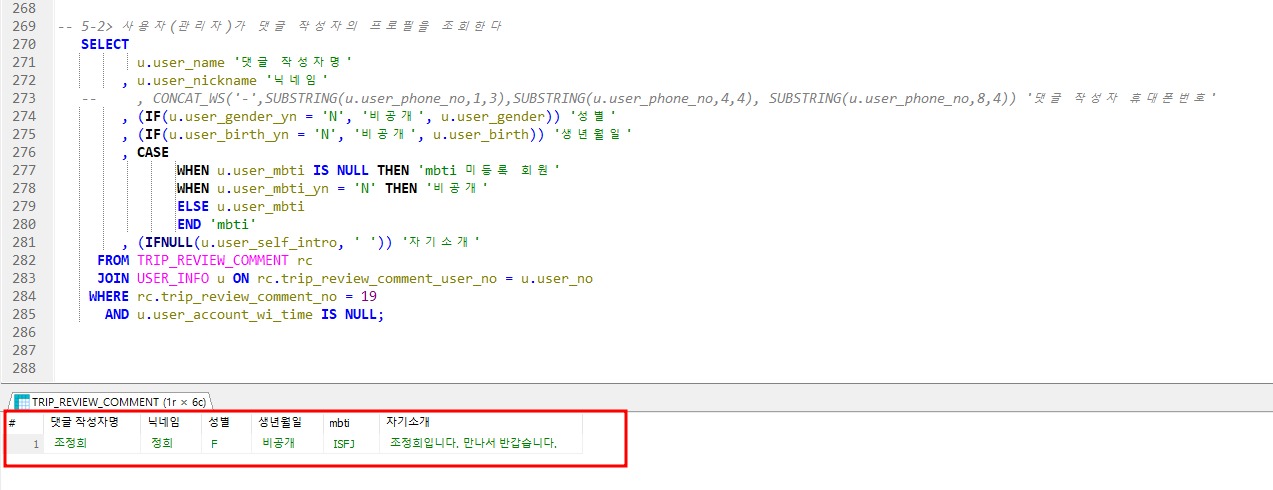 268
269 -- 5-2> 사용자(관리자)가 댓글 작성자의 프로필을 조회한다
270 SELECT
271 u.user_name '댓글 작성자명'
272 , u.user_nickname '닉네임'
273 -- , CONCAT_WS('-',SUBSTRING(u.user_phone_no,1,3),SUBSTRING(u.user_phone_no,4,4), SUBSTRING(u.user_phone_no,8,4)) '댓글 작성자 휴대폰번호'
274 , (IF(u.user_gender_yn = 'N', '비공개', u.user_gender)) '성별'
275 , (IF(u.user_birth_yn = 'N', '비공개', u.user_birth)) '생년월일'
276 , CASE
277 WHEN u.user_mbti IS NULL THEN 'mbti 미등록 회원'
278 WHEN u.user_mbti_yn = 'N' THEN '비공개'
279 ELSE u.user_mbti
280 END 'mbti'
281 , (IFNULL(u.user_self_intro, ' ')) '자기소개'
282 FROM TRIP_REVIEW_COMMENT rc
283 JOIN USER_INFO u ON rc.trip_review_comment_user_no = u.user_no
284 WHERE rc.trip_review_comment_no = 19
285 AND u.user_account_wi_time IS NULL;
286
287
288
TRIP_REVIEW_COMMENT (1r × 6c)
# 댓글 작성자명 닉네임 성별 생년월일 mbti 자기소개
1 조정희 정희 F 비공개 ISFJ 조정희입니다. 만나서 반갑습니다.